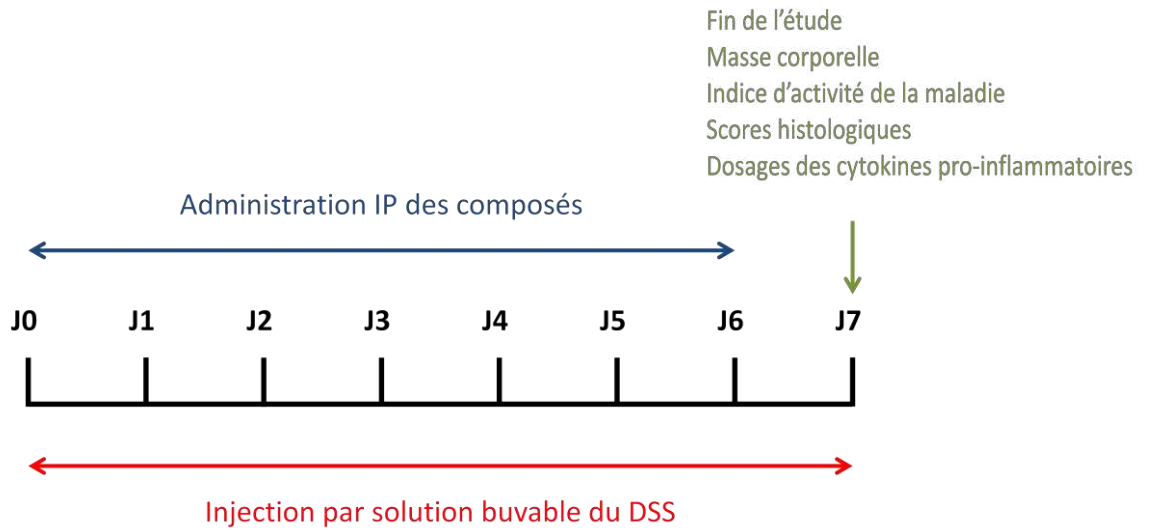 Fin de l’étude
Masse corporelle
Indice d’activité de la maladie
Scores histologiques
Dosages des cytokines pro-inflammatoires
Administration IP des composés
J0 J1 J2 J3 J4 J5 J6 J7
Injection par solution buvable du DSS